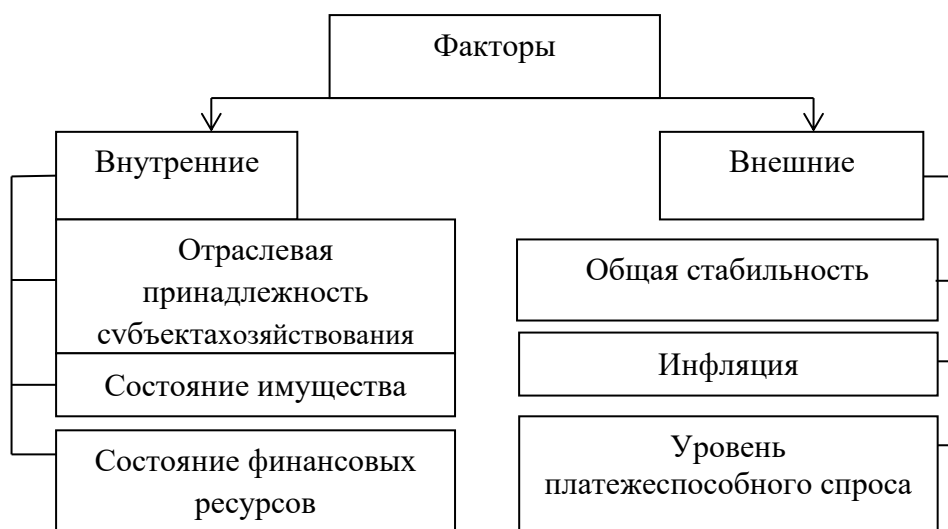 Факторы
Внутренние
Внешние
Отраслевая
принадлежность
субъектахозяйствования
Состояние имущества
Состояние финансовых
ресурсов
Общая стабильность
Инфляция
Уровень
платежеспособного спроса